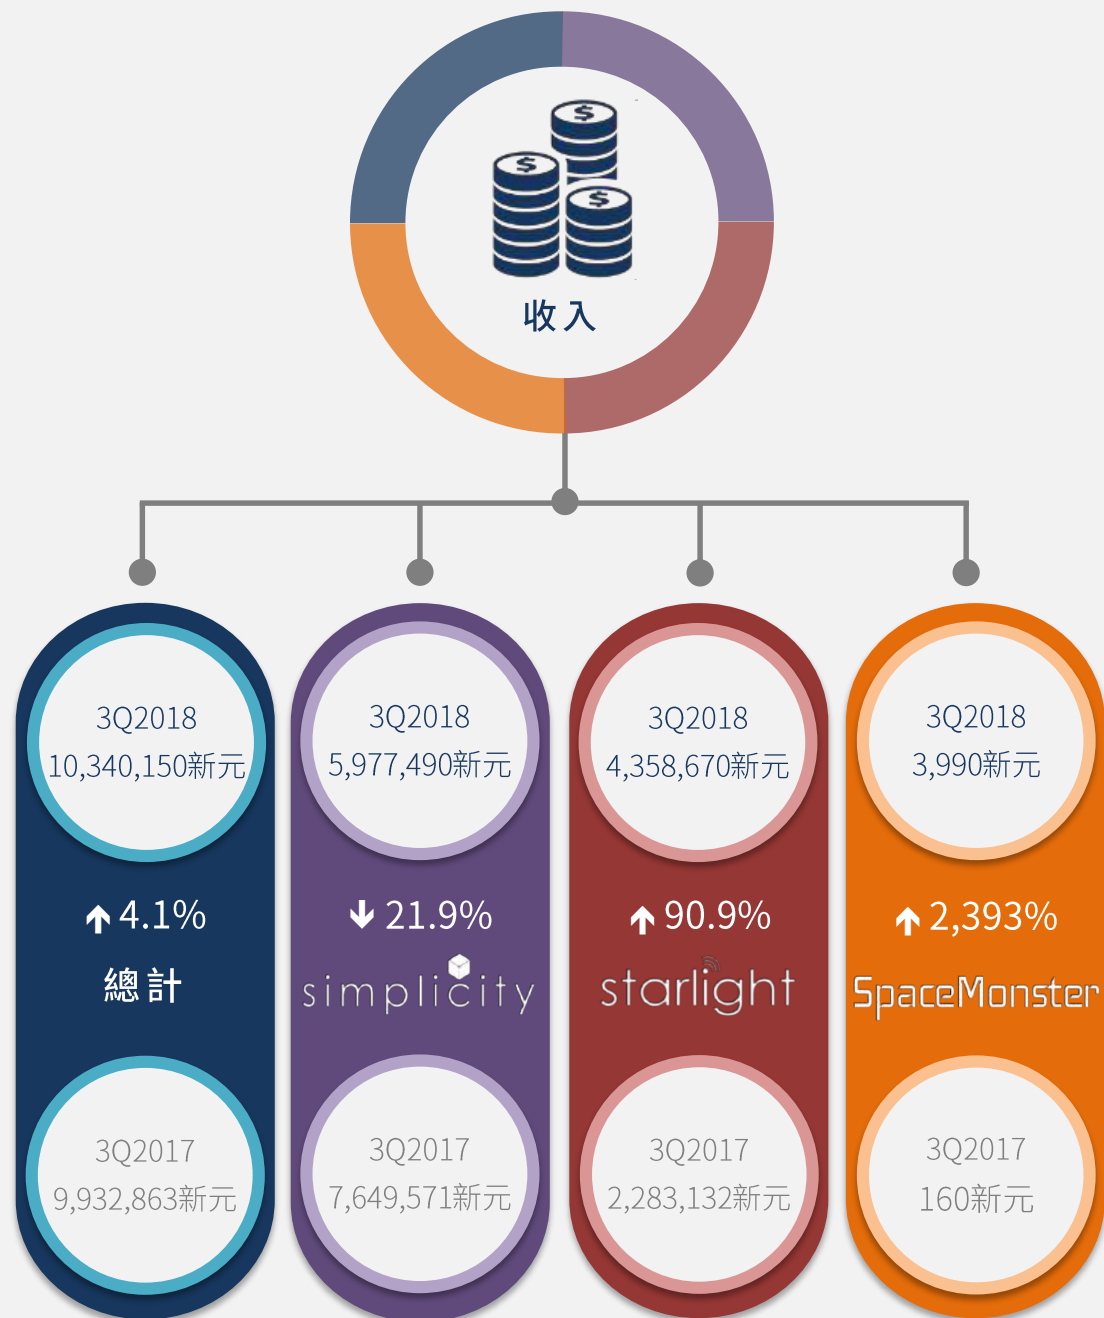 收入
3Q2018
10,340,150新元
4.1%
總計
3Q2017
9,932,863新元
3Q2018
5,977,490新元
21.9%
simplicity
3Q2017
7,649,571新元
3Q2018
4,358,670新元
90.9%
starlight
3Q2017
2,283,132新元
3Q2018
3,990新元
2,393%
SpaceMonster
3Q2017
160新元